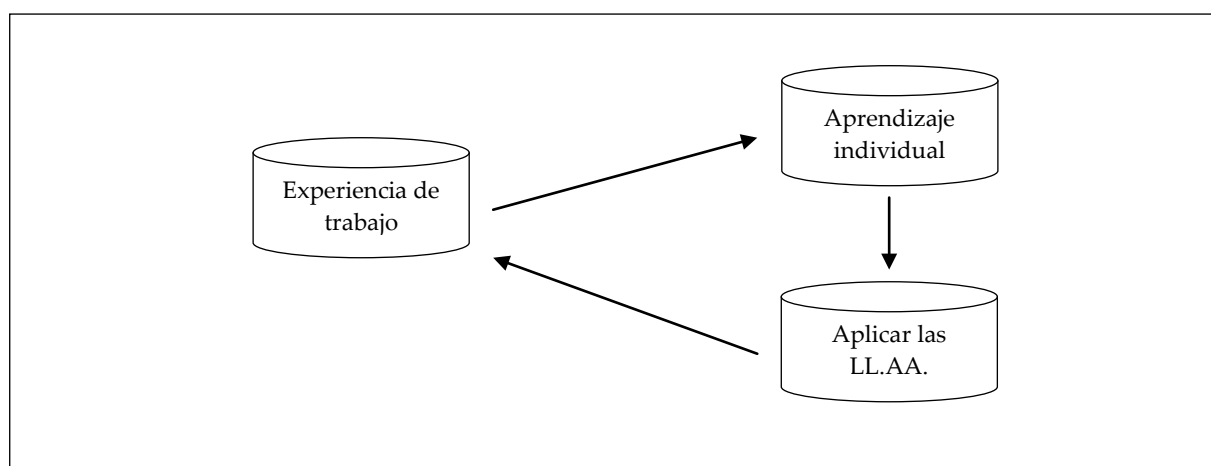 Experiencia de
trabajo
Aprendizaje
individual
Aplicar las
LL.AA.